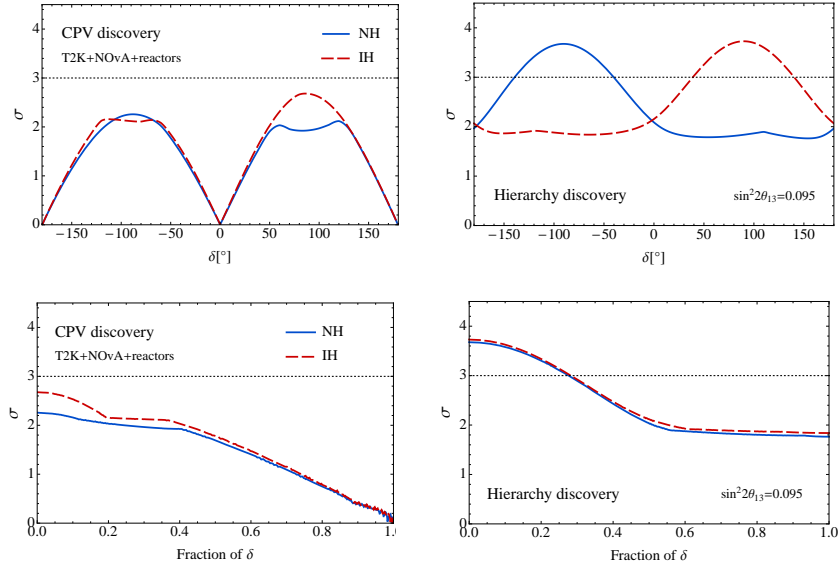 CPV discovery
NH
T2K+NOvA+reactors
IH
σ
4
3
2
1
0
−150 −100 −50 0 50 100 150
δ[°]
σ
4
3
2
1
0
Hierarchy discovery
sin²2θ₁₃=0.095
−150 −100 −50 0 50 100 150
δ[°]
CPV discovery
NH
T2K+NOvA+reactors
IH
σ
4
3
2
1
0
0.0 0.2 0.4 0.6 0.8 1.0
Fraction of δ
σ
4
3
2
1
0
Hierarchy discovery
sin²2θ₁₃=0.095
0.0 0.2 0.4 0.6 0.8 1.0
Fraction of δ